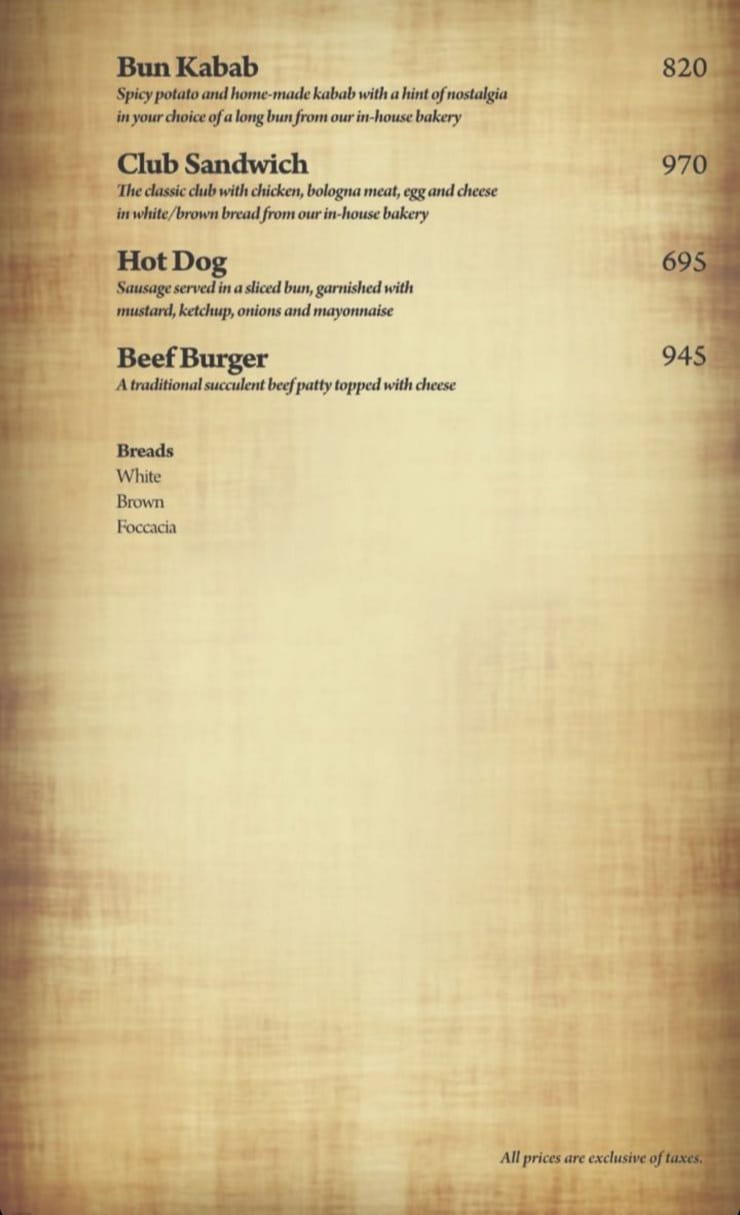 Bun Kabab 820
Spicy potato and home-made kabab with a hint of nostalgia
in your choice of a long bun from our in-house bakery
Club Sandwich 970
The classic club with chicken, bologna meat, egg and cheese
in white/brown bread from our in-house bakery
Hot Dog 695
Sausage served in a sliced bun, garnished with
mustard, ketchup, onions and mayonnaise
Beef Burger 945
A traditional succulent beef patty topped with cheese
Breads
White
Brown
Foccacia
All prices are exclusive of taxes.